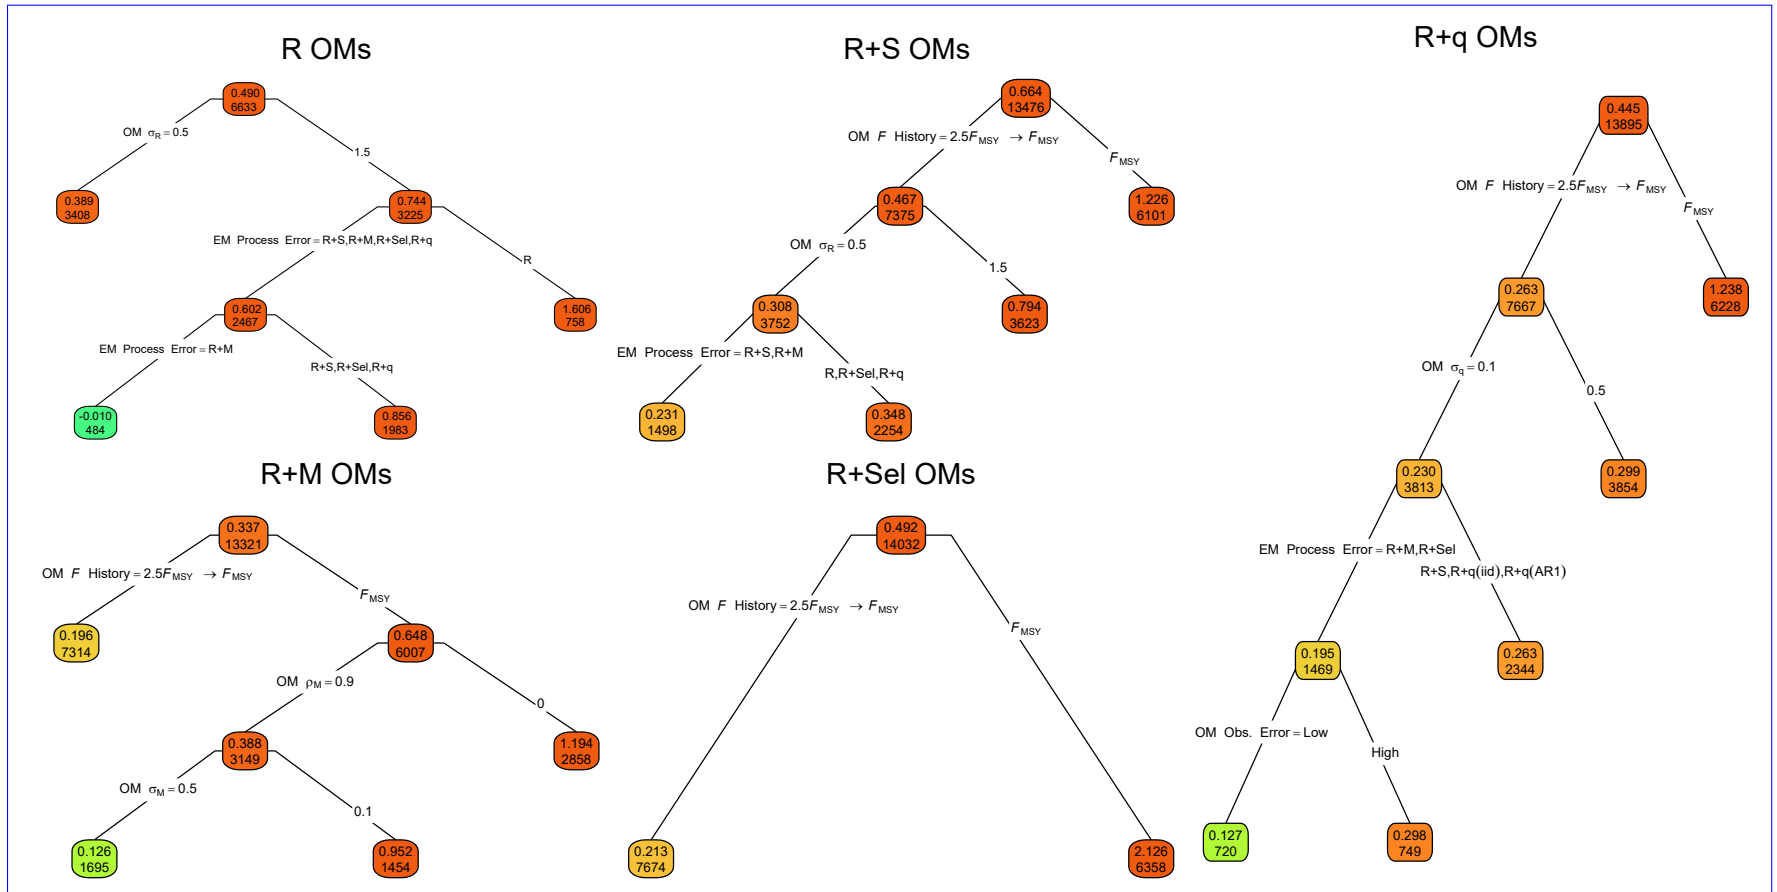 R OMs
0.490
6633
OM σR = 0.5
1.5
0.389
3408
0.744
3225
EM Process Error = R+S,R+M,R+Sel,R+q
R
0.602
2467
1.606
758
EM Process Error = R+M
R+S,R+Sel,R+q
-0.010
484
0.856
1983
R+S OMs
0.664
13476
OM F History = 2.5FMSY → FMSY
FMSY
0.467
7375
1.226
6101
OM σR = 0.5
1.5
0.308
3752
0.794
3623
EM Process Error = R+S,R+M
R,R+Sel,R+q
0.231
1498
0.348
2254
R+q OMs
0.445
13895
OM F History = 2.5FMSY → FMSY
FMSY
0.263
7667
1.238
6228
OM σq = 0.1
0.5
0.230
3813
0.299
3854
EM Process Error = R+M,R+Sel
R+S,R+q(iid),R+q(AR1)
0.195
1469
0.263
2344
OM Obs. Error = Low
High
0.127
720
0.298
749
R+M OMs
0.337
13321
OM F History = 2.5FMSY → FMSY
FMSY
0.196
7314
0.648
6007
OM ρM = 0.9
0
0.388
3149
1.194
2858
OM σM = 0.5
0.1
0.126
1695
0.952
1454
R+Sel OMs
0.492
14032
OM F History = 2.5FMSY → FMSY
FMSY
0.213
7674
2.126
6358